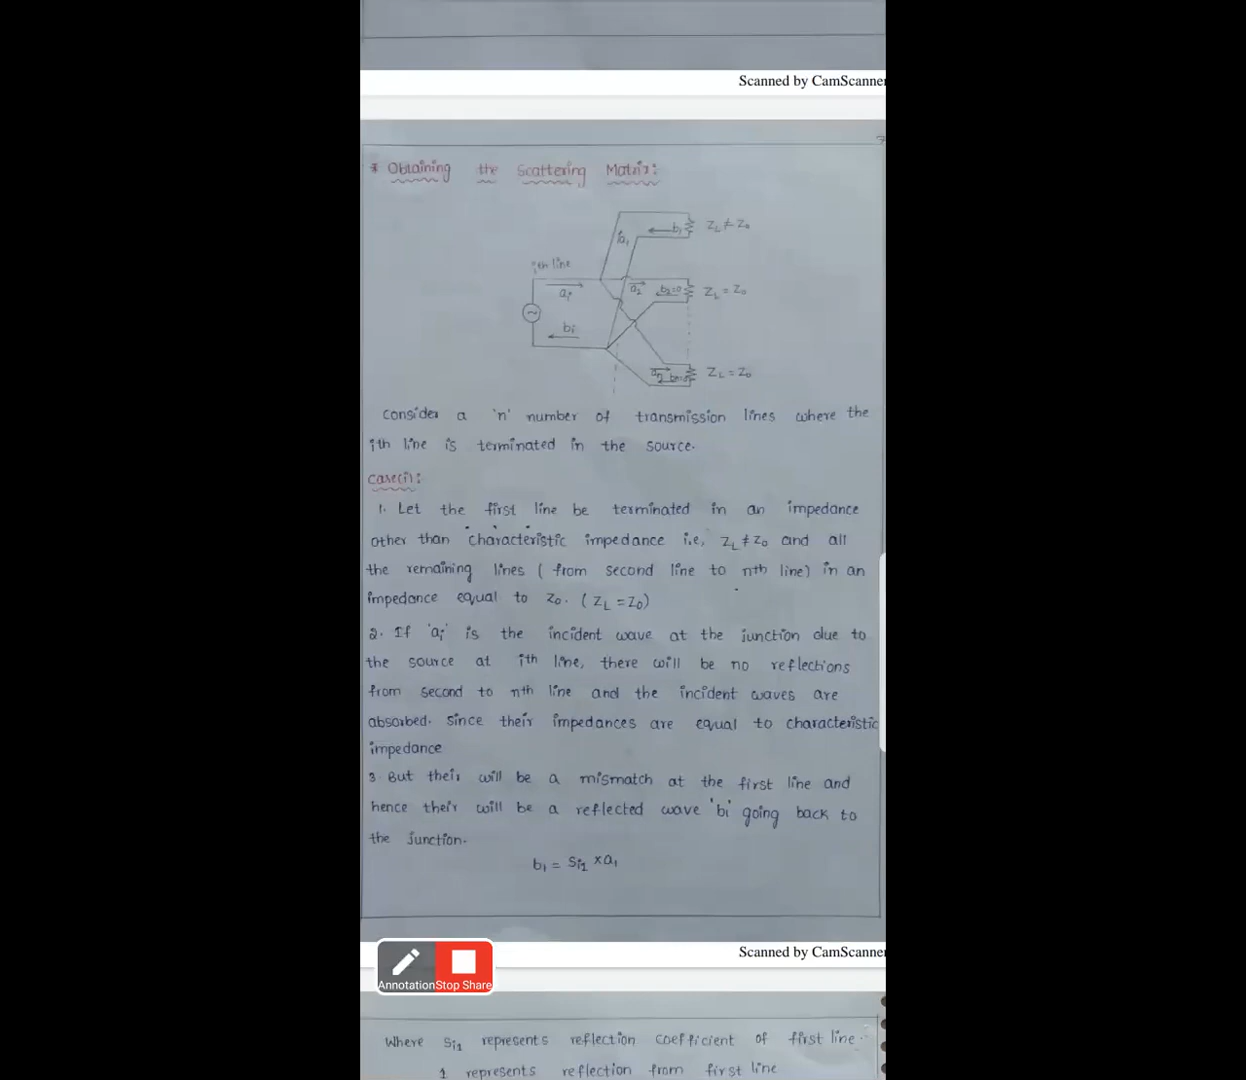 Scanned by CamScanner
* Obtaining the Scattering Matrix:
b₁ Z_L ≠ Z₀
a₁
ith line
aᵢ a₂ b₂=0 Z_L = Z₀
bᵢ
Z_L = Z₀
Consider a 'n' number of transmission lines where the
ith line is terminated in the source.
Case(i):
1. Let the first line be terminated in an impedance
other than characteristic impedance i.e, Z_L ≠ Z₀ and all
the remaining lines ( from second line to nth line) in an
impedance equal to Z₀. ( Z_L = Z₀)
2. If 'aᵢ' is the incident wave at the junction due to
the source at ith line, there will be no reflections
from second to nth line and the incident waves are
absorbed. Since their impedances are equal to characteristic
impedance
3. But their will be a mismatch at the first line and
hence their will be a reflected wave 'bi' going back to
the junction.
b₁ = Sᵢ₁ × a₁
Scanned by CamScanner
Annotation Stop Share
Where Sᵢ₁ represents reflection coefficient of first line.
1 represents reflection from first line